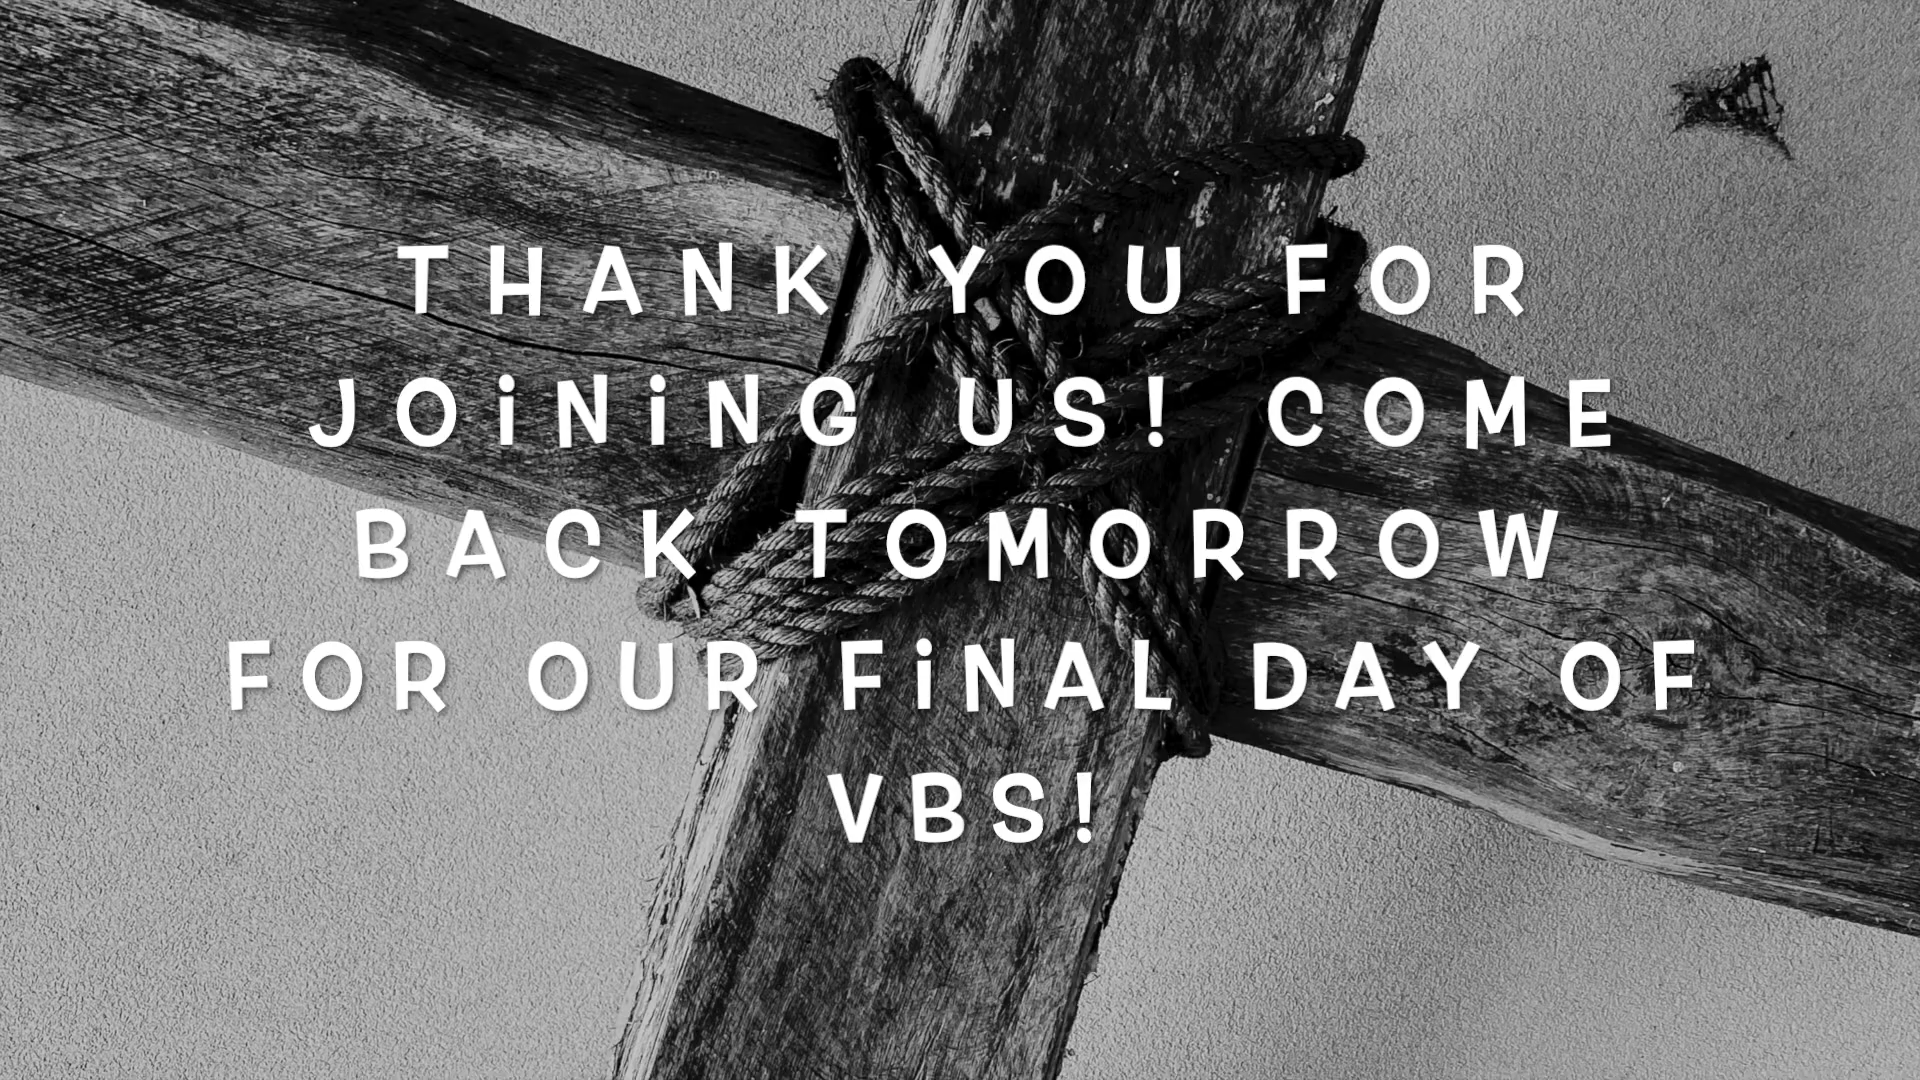 THANK YOU FOR
JOiNiNG US! COME
BACK TOMORROW
FOR OUR FiNAL DAY OF
VBS!